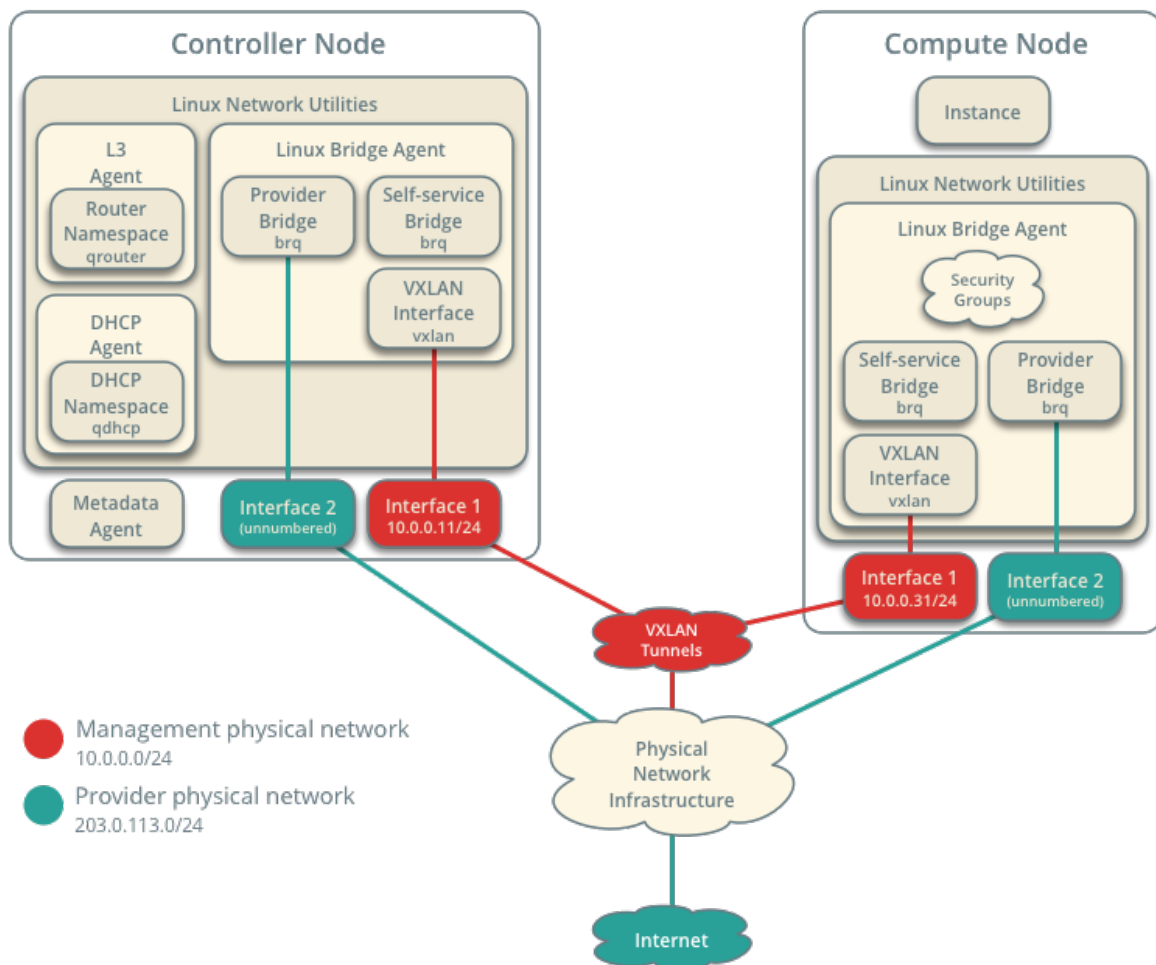 Controller Node
Linux Network Utilities
L3
Agent
Router
Namespace
qrouter
DHCP
Agent
DHCP
Namespace
qdhcp
Linux Bridge Agent
Provider
Bridge
brq
Self-service
Bridge
brq
VXLAN
Interface
vxlan
Metadata
Agent
Interface 2
(unnumbered)
Interface 1
10.0.0.11/24
Compute Node
Instance
Linux Network Utilities
Linux Bridge Agent
Security
Groups
Self-service
Bridge
brq
Provider
Bridge
brq
VXLAN
Interface
vxlan
Interface 1
10.0.0.31/24
Interface 2
(unnumbered)
VXLAN
Tunnels
Physical
Network
Infrastructure
Internet
Management physical network
10.0.0.0/24
Provider physical network
203.0.113.0/24